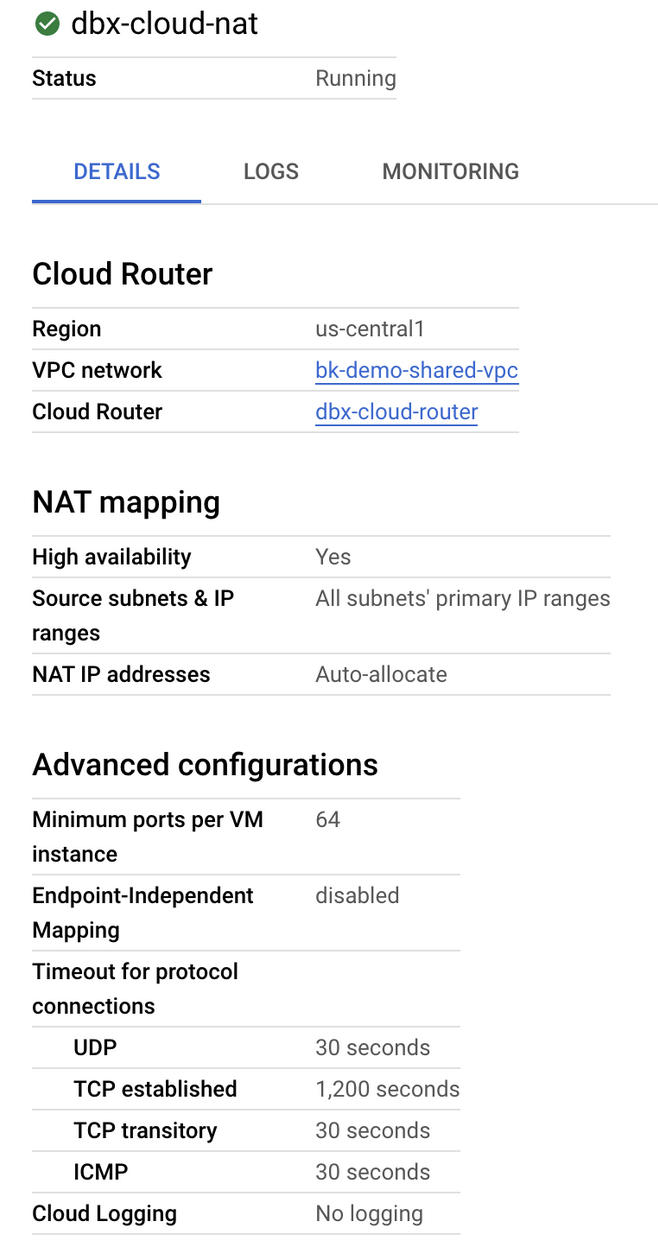 dbx-cloud-nat
Status Running
DETAILS LOGS MONITORING
Cloud Router
Region us-central1
VPC network bk-demo-shared-vpc
Cloud Router dbx-cloud-router
NAT mapping
High availability Yes
Source subnets & IP All subnets' primary IP ranges
ranges
NAT IP addresses Auto-allocate
Advanced configurations
Minimum ports per VM 64
instance
Endpoint-Independent disabled
Mapping
Timeout for protocol
connections
UDP 30 seconds
TCP established 1,200 seconds
TCP transitory 30 seconds
ICMP 30 seconds
Cloud Logging No logging